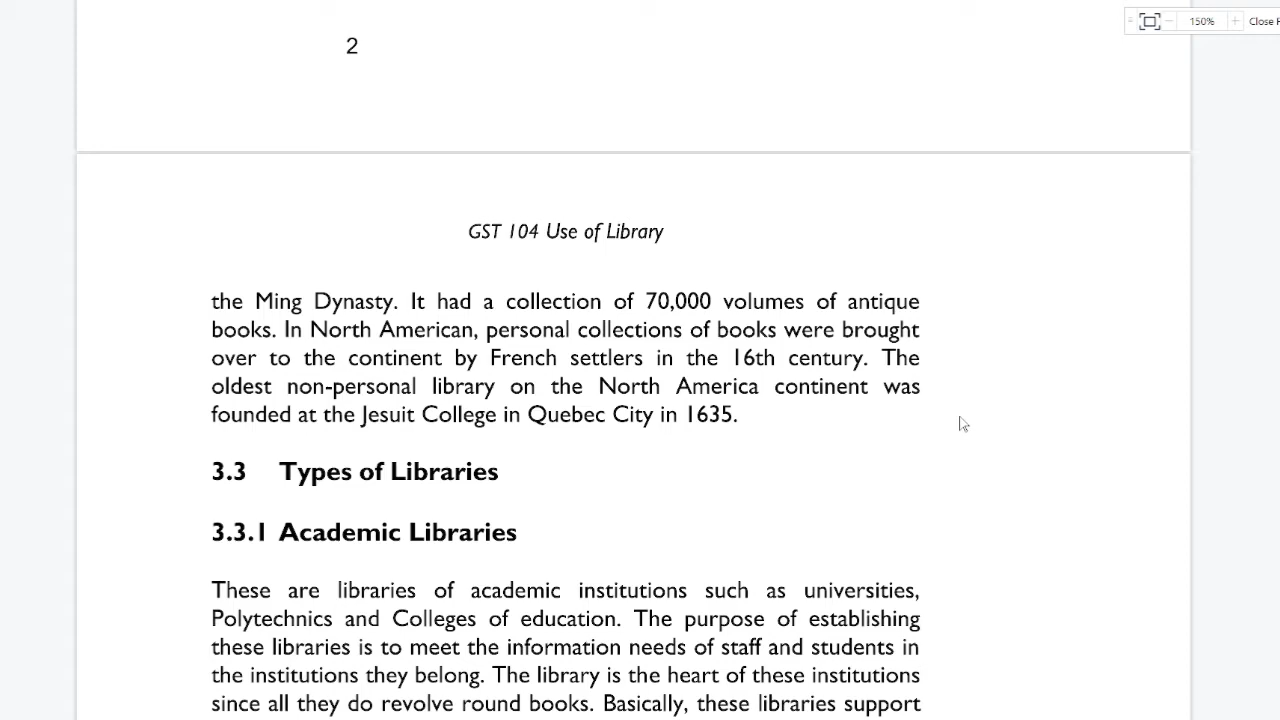 150%
Close
2
GST 104 Use of Library
the Ming Dynasty. It had a collection of 70,000 volumes of antique
books. In North American, personal collections of books were brought
over to the continent by French settlers in the 16th century. The
oldest non-personal library on the North America continent was
founded at the Jesuit College in Quebec City in 1635.
3.3 Types of Libraries
3.3.1 Academic Libraries
These are libraries of academic institutions such as universities,
Polytechnics and Colleges of education. The purpose of establishing
these libraries is to meet the information needs of staff and students in
the institutions they belong. The library is the heart of these institutions
since all they do revolve round books. Basically, these libraries support